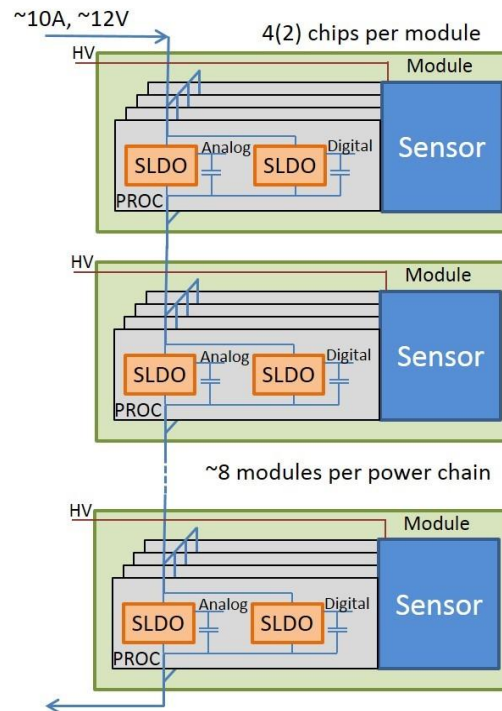 ~10A, ~12V
4(2) chips per module
HV
Module
Analog
Digital
SLDO
SLDO
Sensor
PROC
HV
Module
Analog
Digital
SLDO
SLDO
Sensor
PROC
~8 modules per power chain
HV
Module
Analog
Digital
SLDO
SLDO
Sensor
PROC